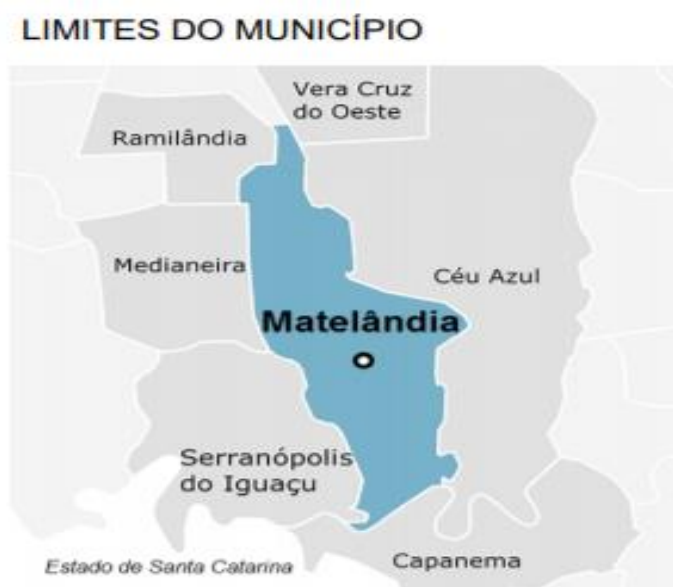 LIMITES DO MUNICÍPIO
Vera Cruz
do Oeste
Ramilândia
Medianeira
Céu Azul
Matelândia
Serranópolis
do Iguaçu
Estado de Santa Catarina
Capanema